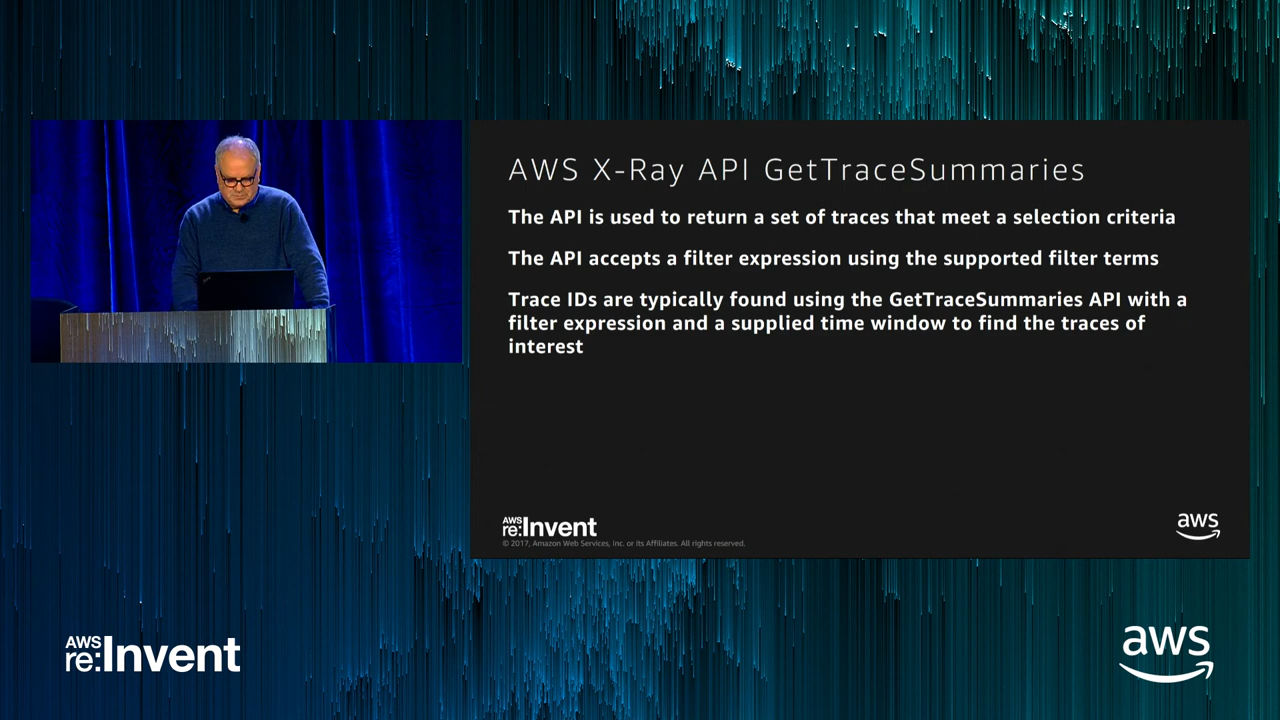 AWS X-Ray API GetTraceSummaries
The API is used to return a set of traces that meet a selection criteria
The API accepts a filter expression using the supported filter terms
Trace IDs are typically found using the GetTraceSummaries API with a
filter expression and a supplied time window to find the traces of
interest
AWS
re:Invent
© 2017, Amazon Web Services, Inc. or its Affiliates. All rights reserved.
aws
AWS
re:Invent
aws